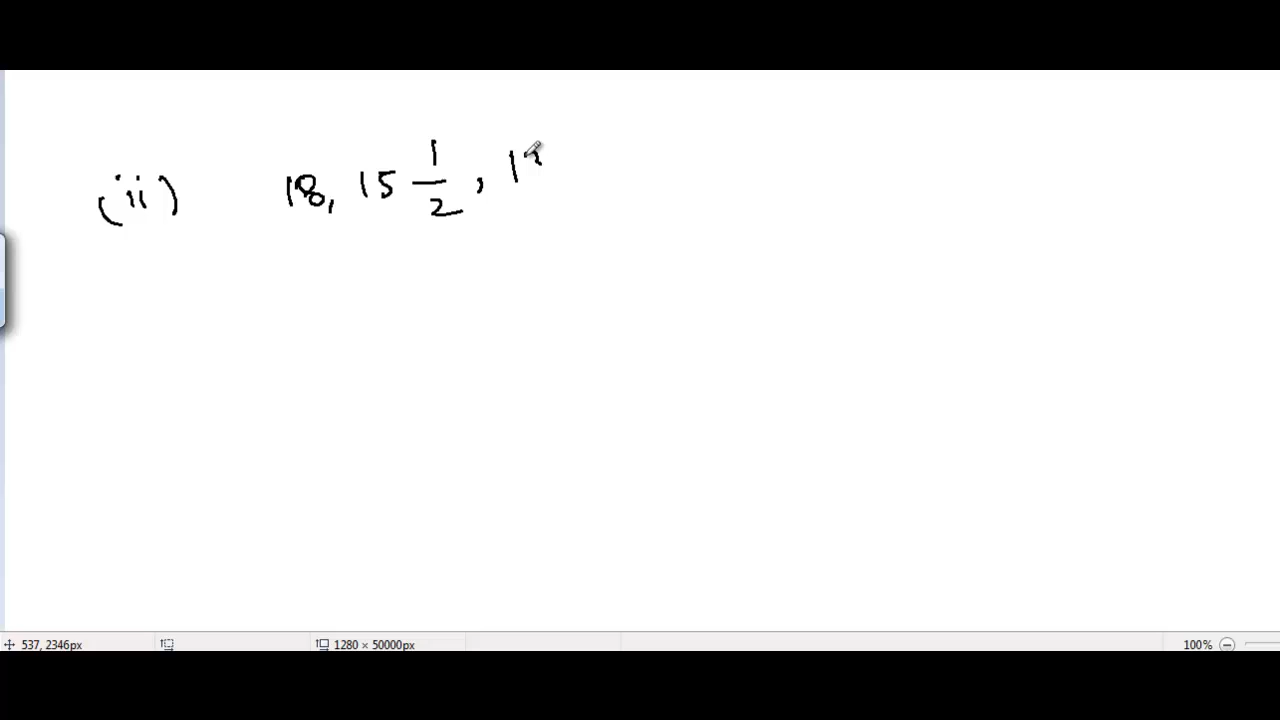 (ii) 18, 15 1/2, 1
537, 2346px 1280 × 50000px 100%